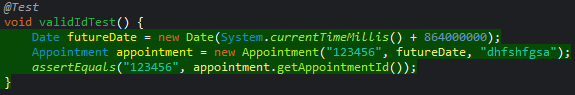 @Test
void validIdTest() {
Date futureDate = new Date(System.currentTimeMillis() + 864000000);
Appointment appointment = new Appointment("123456", futureDate, "dhfshfgsa");
assertEquals("123456", appointment.getAppointmentId());
}